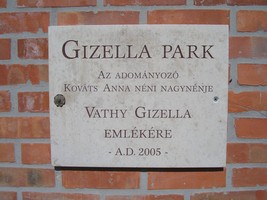 GIZELLA PARK
AZ ADOMÁNYOZÓ
KOVÁTS ANNA NÉNI NAGYNÉNJE
VATHY GIZELLA
EMLÉKÉRE
- A.D. 2005 -